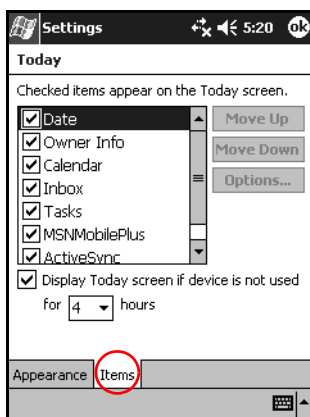 Settings 5:20 ok
Today
Checked items appear on the Today screen.
Date
Owner Info
Calendar
Inbox
Tasks
MSNMobilePlus
ActiveSync
Move Up
Move Down
Options...
Display Today screen if device is not used
for 4 hours
Appearance Items